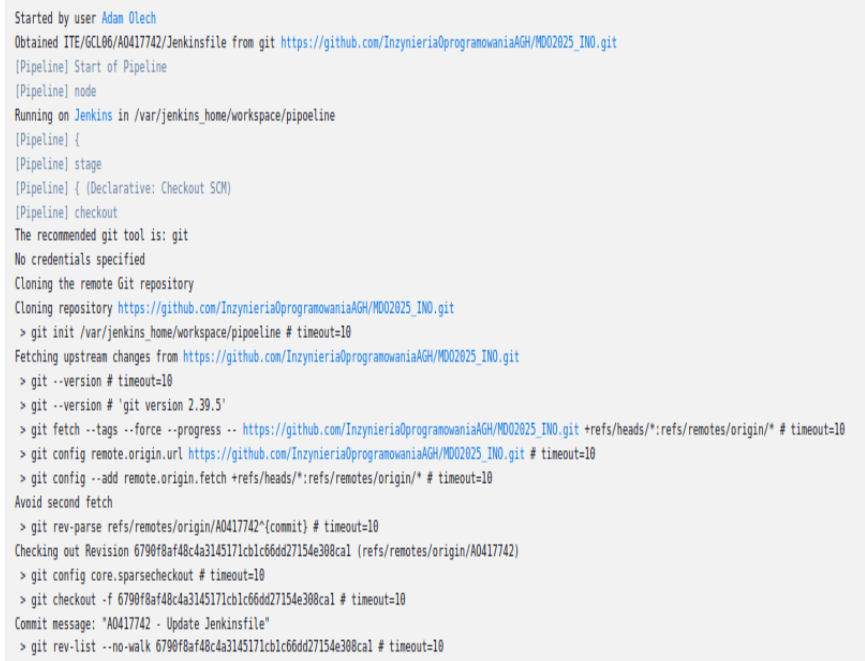 Started by user Adam Olech
Obtained ITE/GCL06/AO417742/Jenkinsfile from git https://github.com/InzynieriaOprogramowaniaAGH/MDO2025_INO.git
[Pipeline] Start of Pipeline
[Pipeline] node
Running on Jenkins in /var/jenkins_home/workspace/pipoeline
[Pipeline] {
[Pipeline] stage
[Pipeline] { (Declarative: Checkout SCM)
[Pipeline] checkout
The recommended git tool is: git
No credentials specified
Cloning the remote Git repository
Cloning repository https://github.com/InzynieriaOprogramowaniaAGH/MDO2025_INO.git
 > git init /var/jenkins_home/workspace/pipoeline # timeout=10
Fetching upstream changes from https://github.com/InzynieriaOprogramowaniaAGH/MDO2025_INO.git
 > git --version # timeout=10
 > git --version # 'git version 2.39.5'
 > git fetch --tags --force --progress -- https://github.com/InzynieriaOprogramowaniaAGH/MDO2025_INO.git +refs/heads/*:refs/remotes/origin/* # timeout=10
 > git config remote.origin.url https://github.com/InzynieriaOprogramowaniaAGH/MDO2025_INO.git # timeout=10
 > git config --add remote.origin.fetch +refs/heads/*:refs/remotes/origin/* # timeout=10
Avoid second fetch
 > git rev-parse refs/remotes/origin/AO417742^{commit} # timeout=10
Checking out Revision 6790f8af48c4a3145171cb1c66dd27154e308ca1 (refs/remotes/origin/AO417742)
 > git config core.sparsecheckout # timeout=10
 > git checkout -f 6790f8af48c4a3145171cb1c66dd27154e308ca1 # timeout=10
Commit message: "AO417742 - Update Jenkinsfile"
 > git rev-list --no-walk 6790f8af48c4a3145171cb1c66dd27154e308ca1 # timeout=10